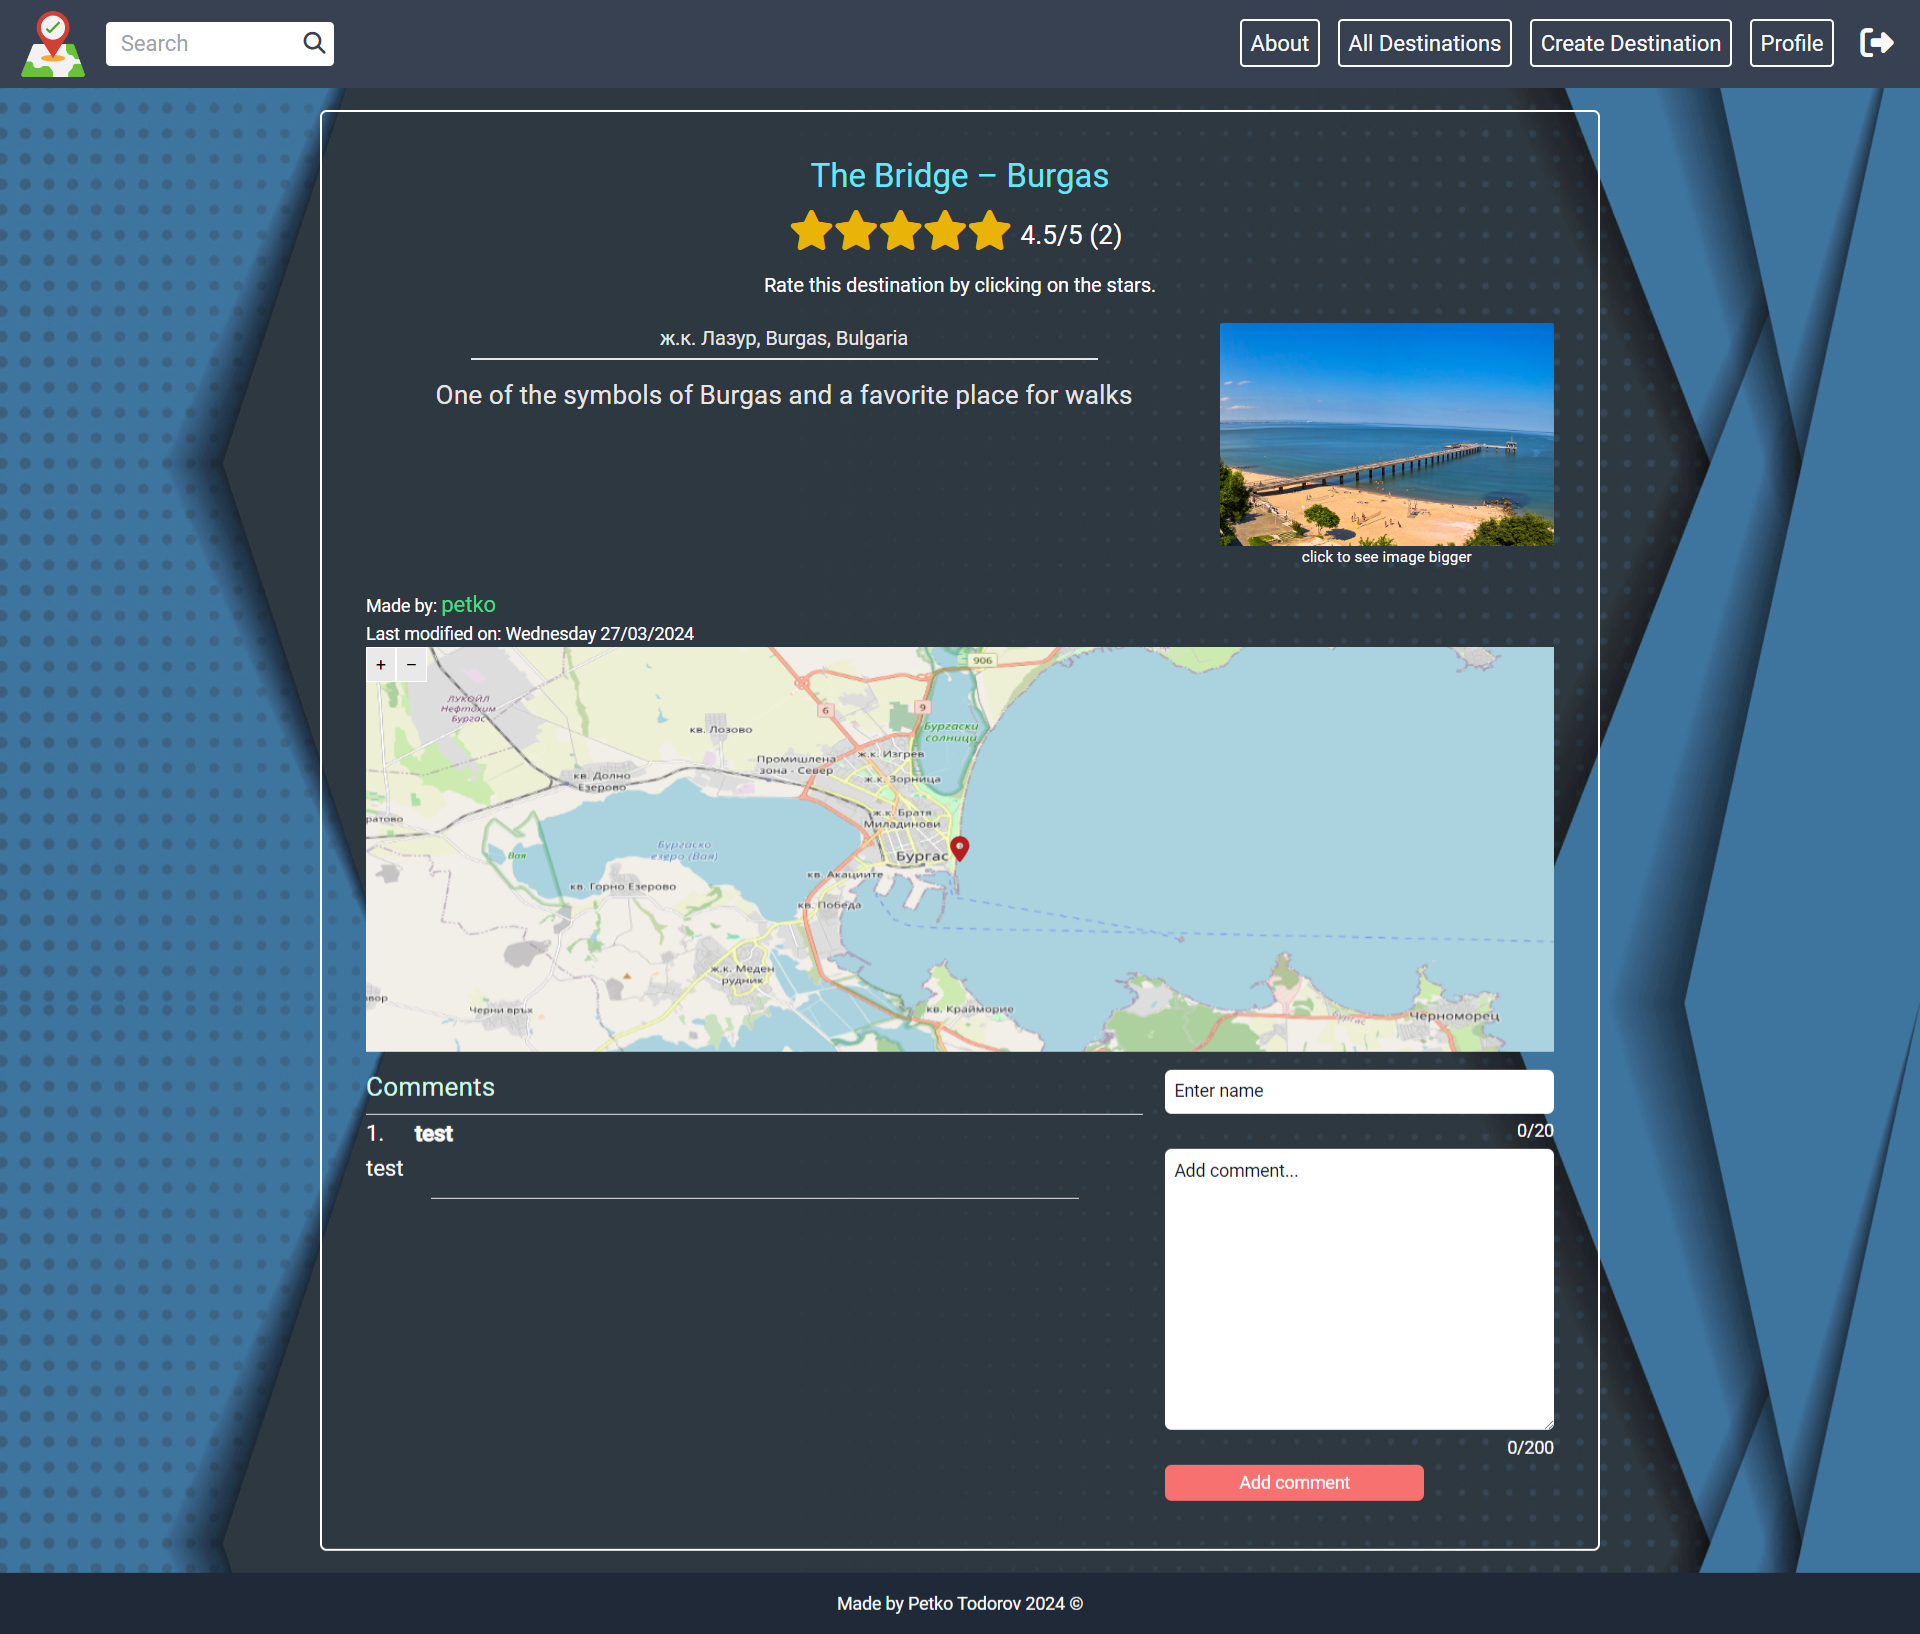 Search
About
All Destinations
Create Destination
Profile
The Bridge – Burgas
4.5/5 (2)
Rate this destination by clicking on the stars.
ж.к. Лазур, Burgas, Bulgaria
One of the symbols of Burgas and a favorite place for walks
click to see image bigger
Made by: petko
Last modified on: Wednesday 27/03/2024
+ −
906
ЛУКОЙЛ
Нефтохим
Бургас
6
9
кв. Лозово
Бургаски
солници
Промишлена
зона - Север
ж.к. Изгрев
кв. Долно
Езерово
ж.к. Зорница
ратово
ж.к. Братя
Миладинови
Вая
Бургаско
езеро (Вая)
Бургас
кв. Акациите
кв. Горно Езерово
кв. Победа
ж.к. Меден
рудник
вор
Черни връх
кв. Крайморие
Бургас
Черноморец
Comments
1. test
test
Enter name
0/20
Add comment...
0/200
Add comment
Made by Petko Todorov 2024 ©